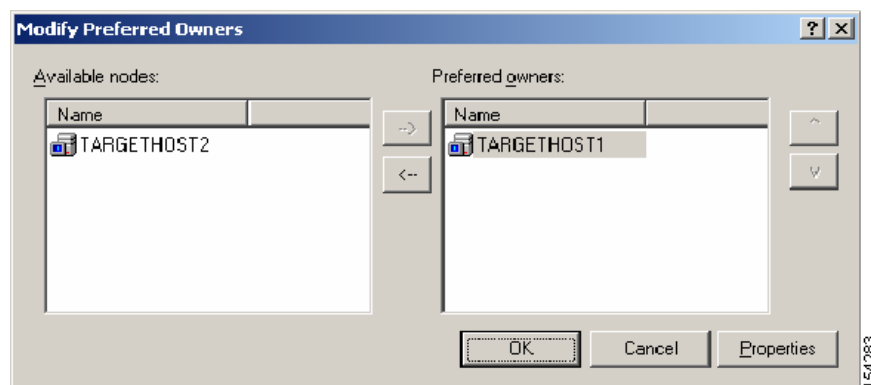 Modify Preferred Owners
Available nodes:
Preferred owners:
Name
Name
-->
TARGETHOST2
TARGETHOST1
<--
OK
Cancel
Properties
154283